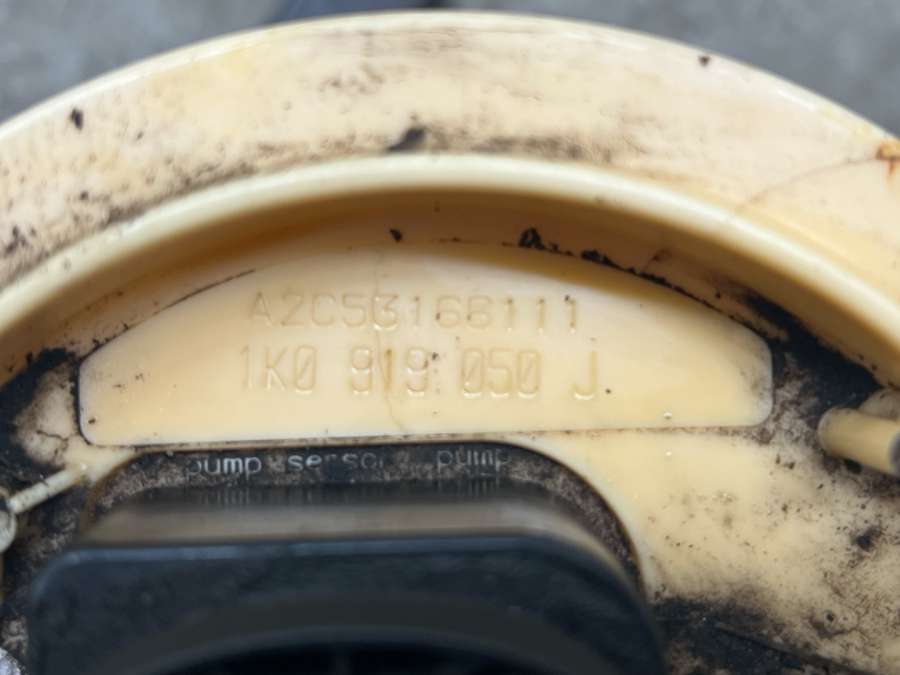 A2C53166111
1K0 919 050 J
pump sensor pump